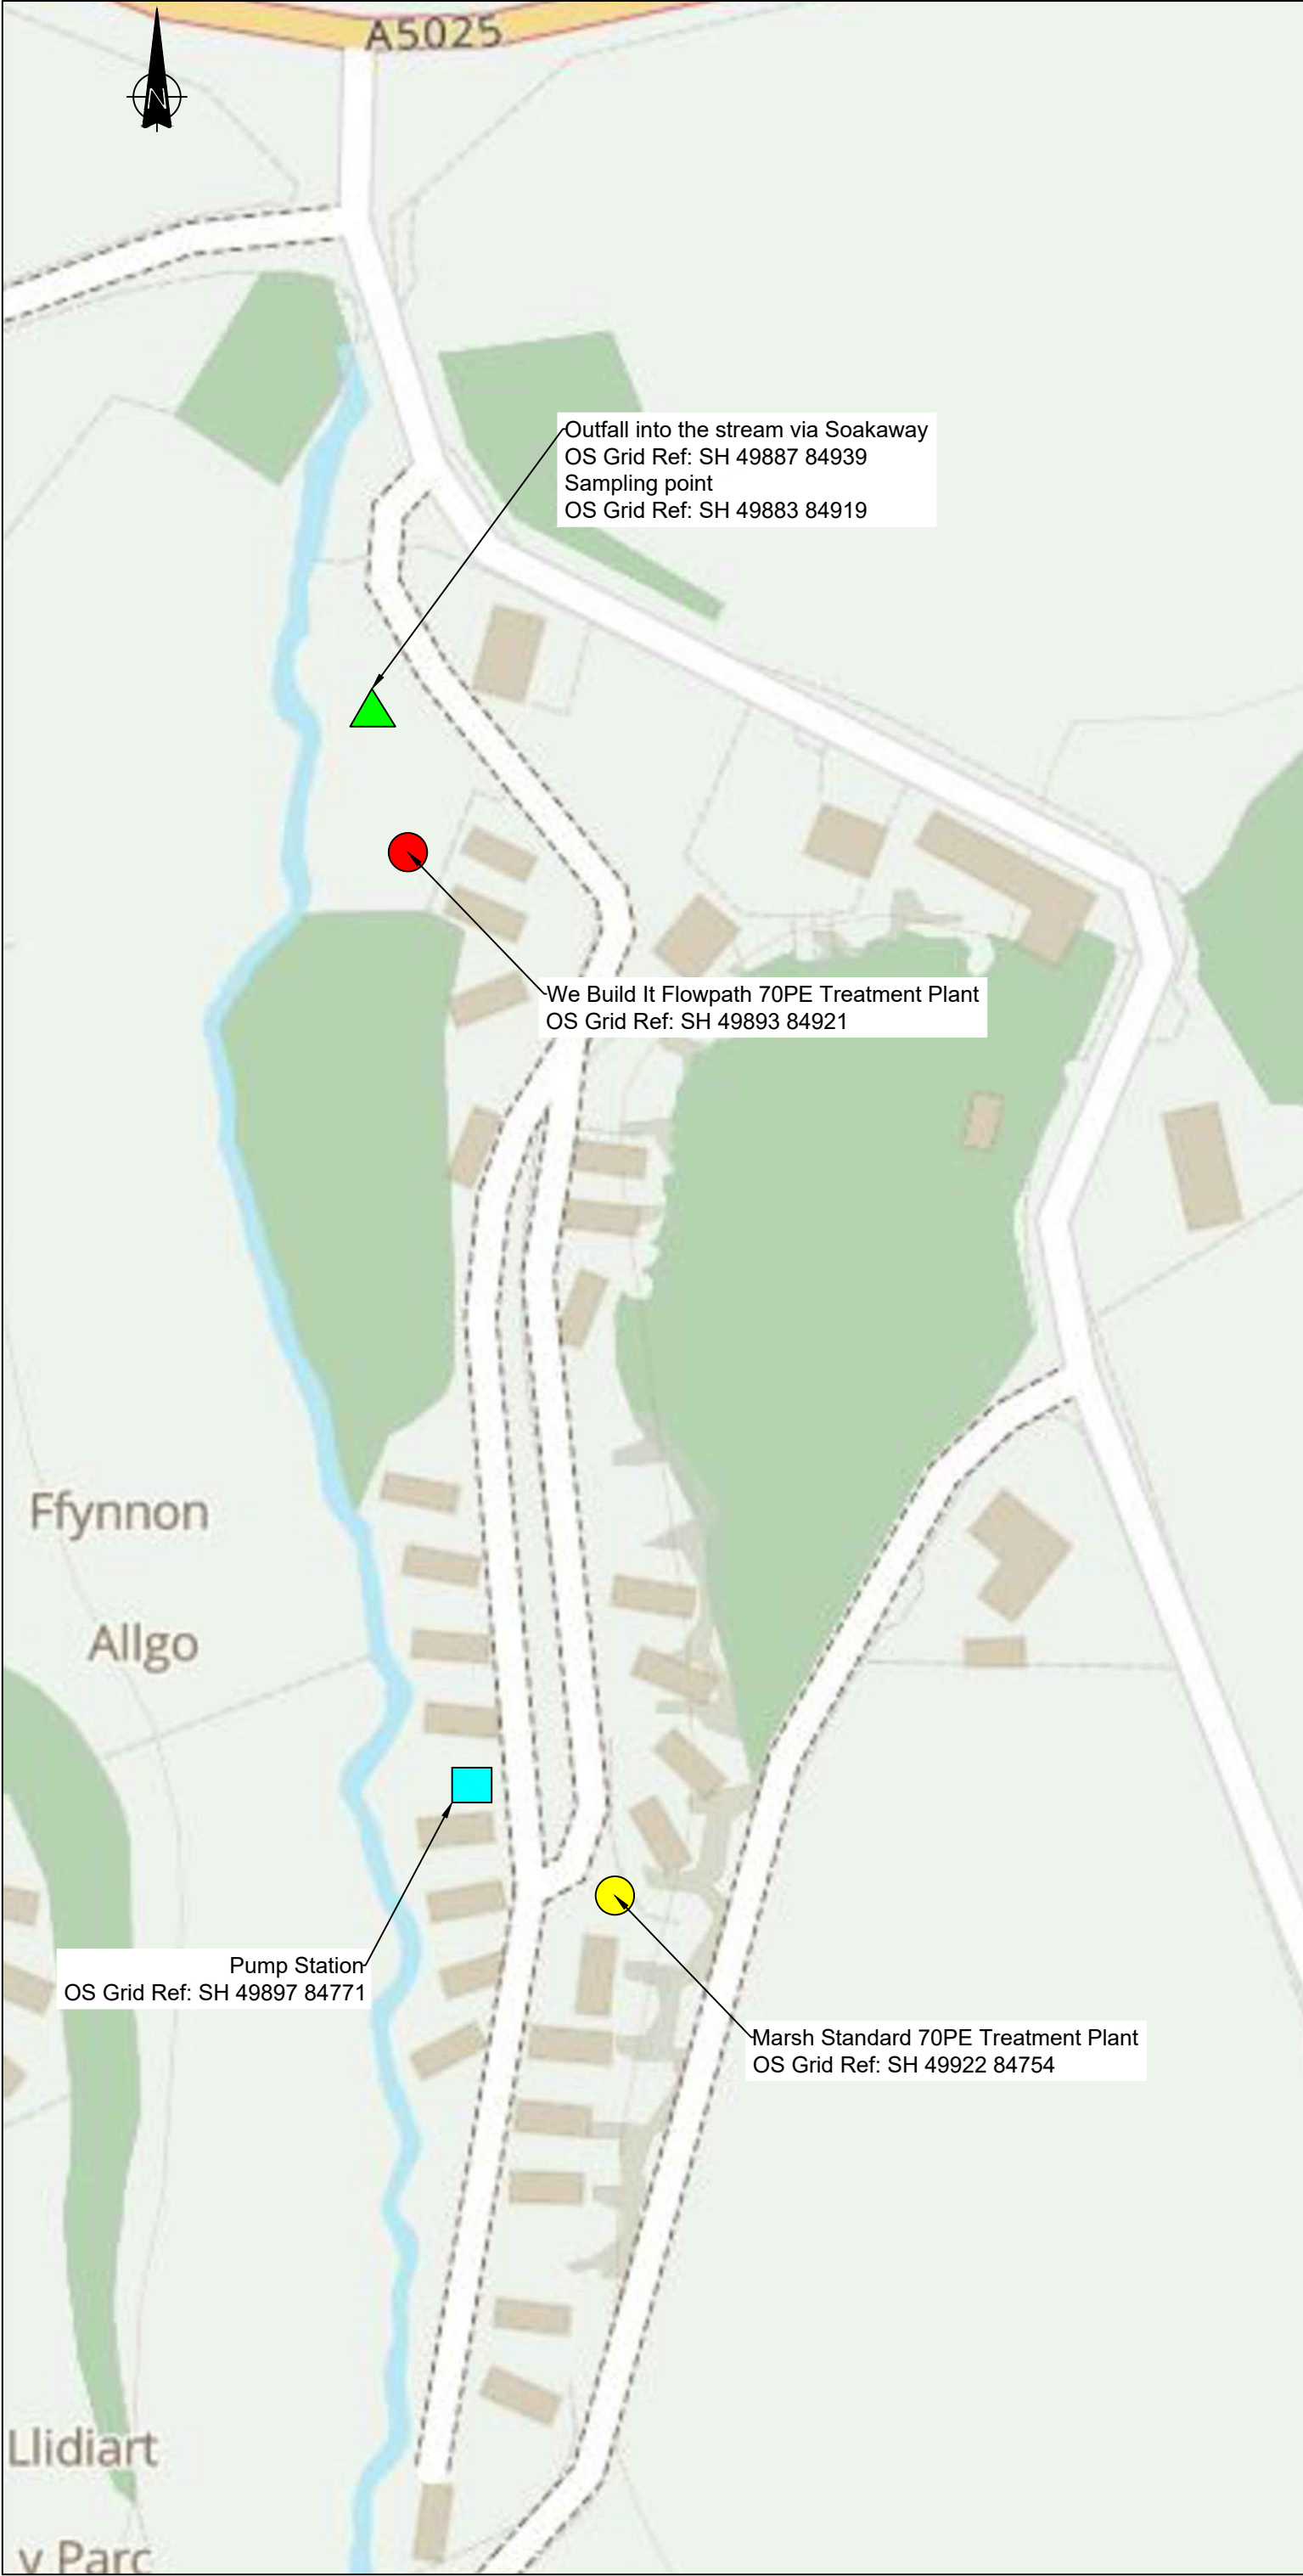 A5025
N
Outfall into the stream via Soakaway
OS Grid Ref: SH 49887 84939
Sampling point
OS Grid Ref: SH 49883 84919
We Build It Flowpath 70PE Treatment Plant
OS Grid Ref: SH 49893 84921
Ffynnon
Allgo
Pump Station
OS Grid Ref: SH 49897 84771
Marsh Standard 70PE Treatment Plant
OS Grid Ref: SH 49922 84754
Llidiart
y Parc